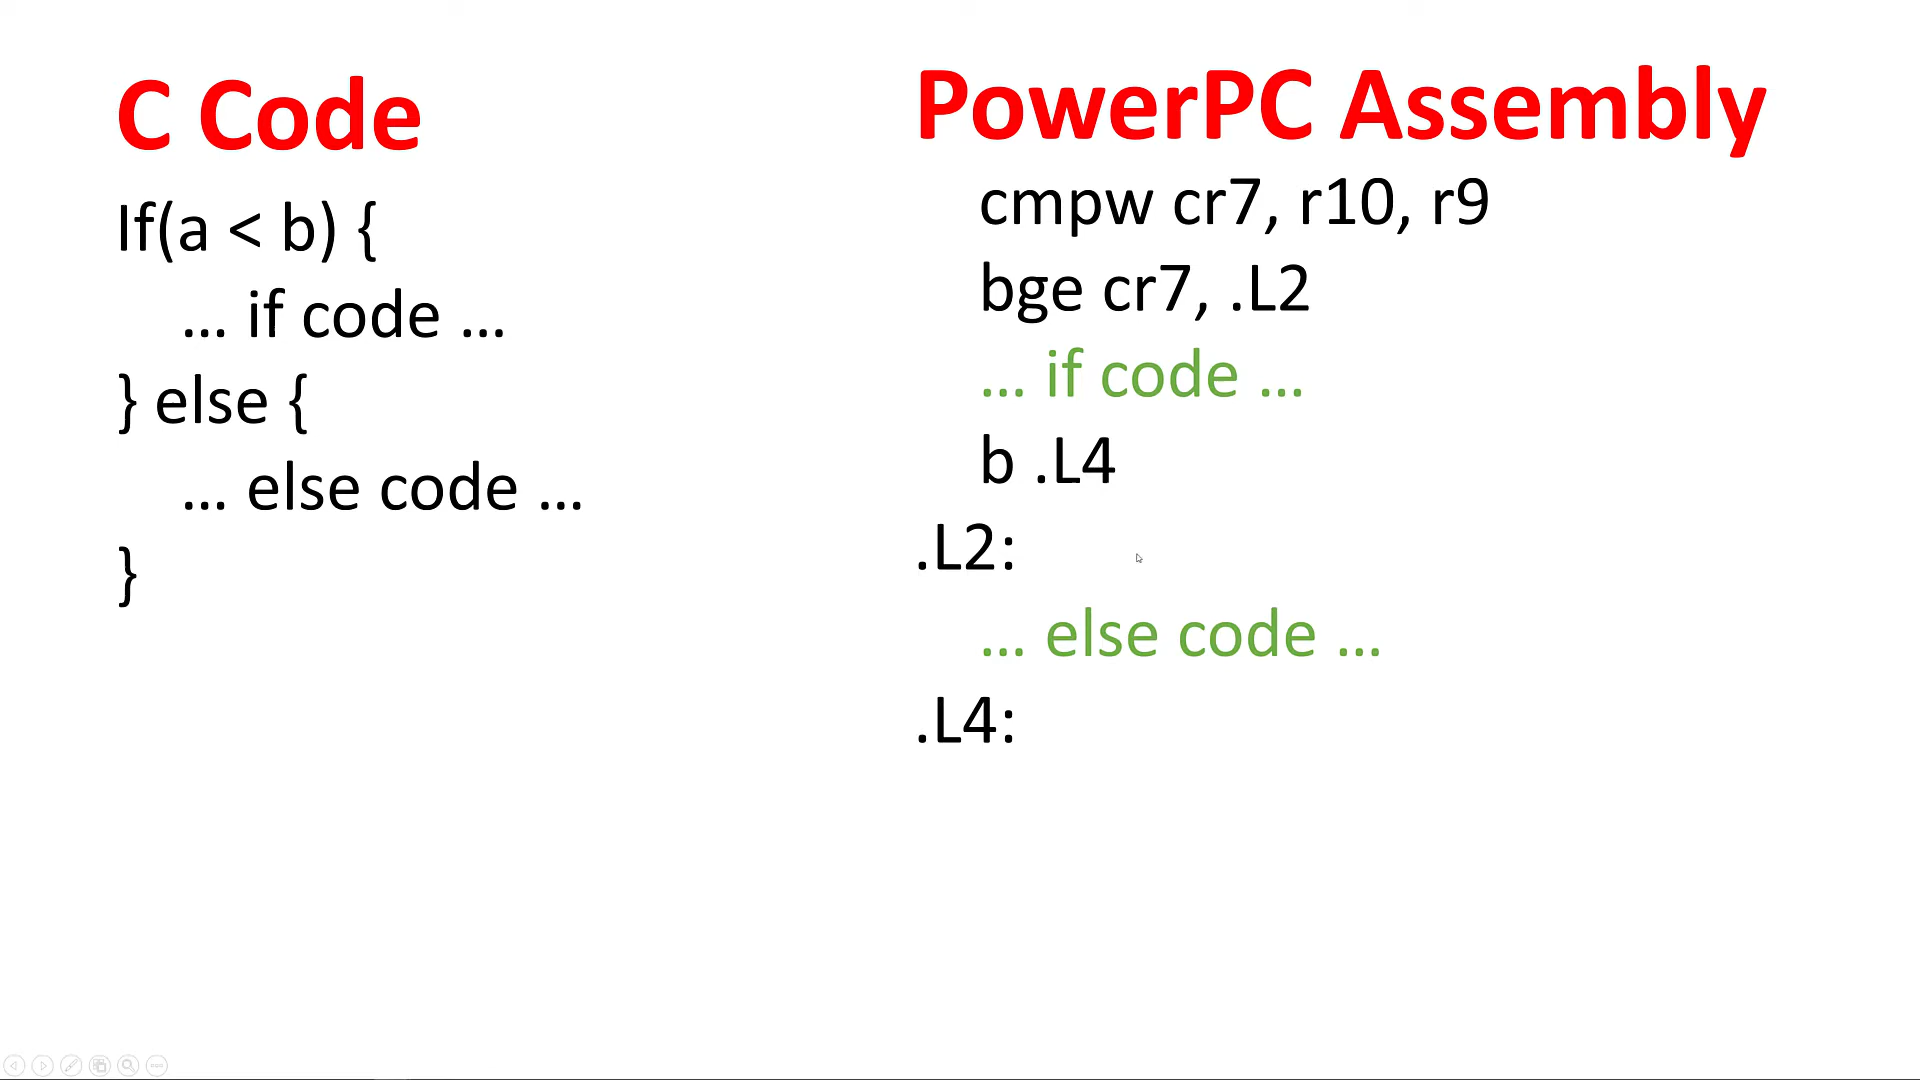 C Code
If(a < b) {
... if code ...
} else {
... else code ...
}
PowerPC Assembly
cmpw cr7, r10, r9
bge cr7, .L2
... if code ...
b .L4
.L2:
... else code ...
.L4: